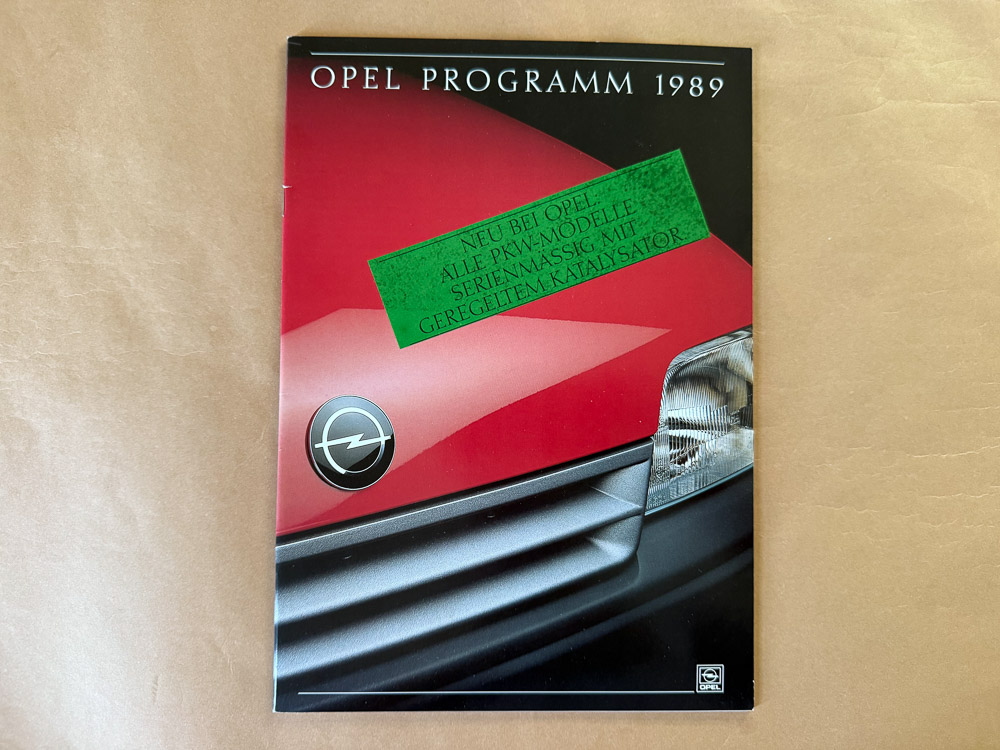 OPEL PROGRAMM 1989
NEU BEI OPEL:
ALLE PKW-MODELLE
SERIENMÄSSIG MIT
GEREGELTEM KATALYSATOR.
OPEL